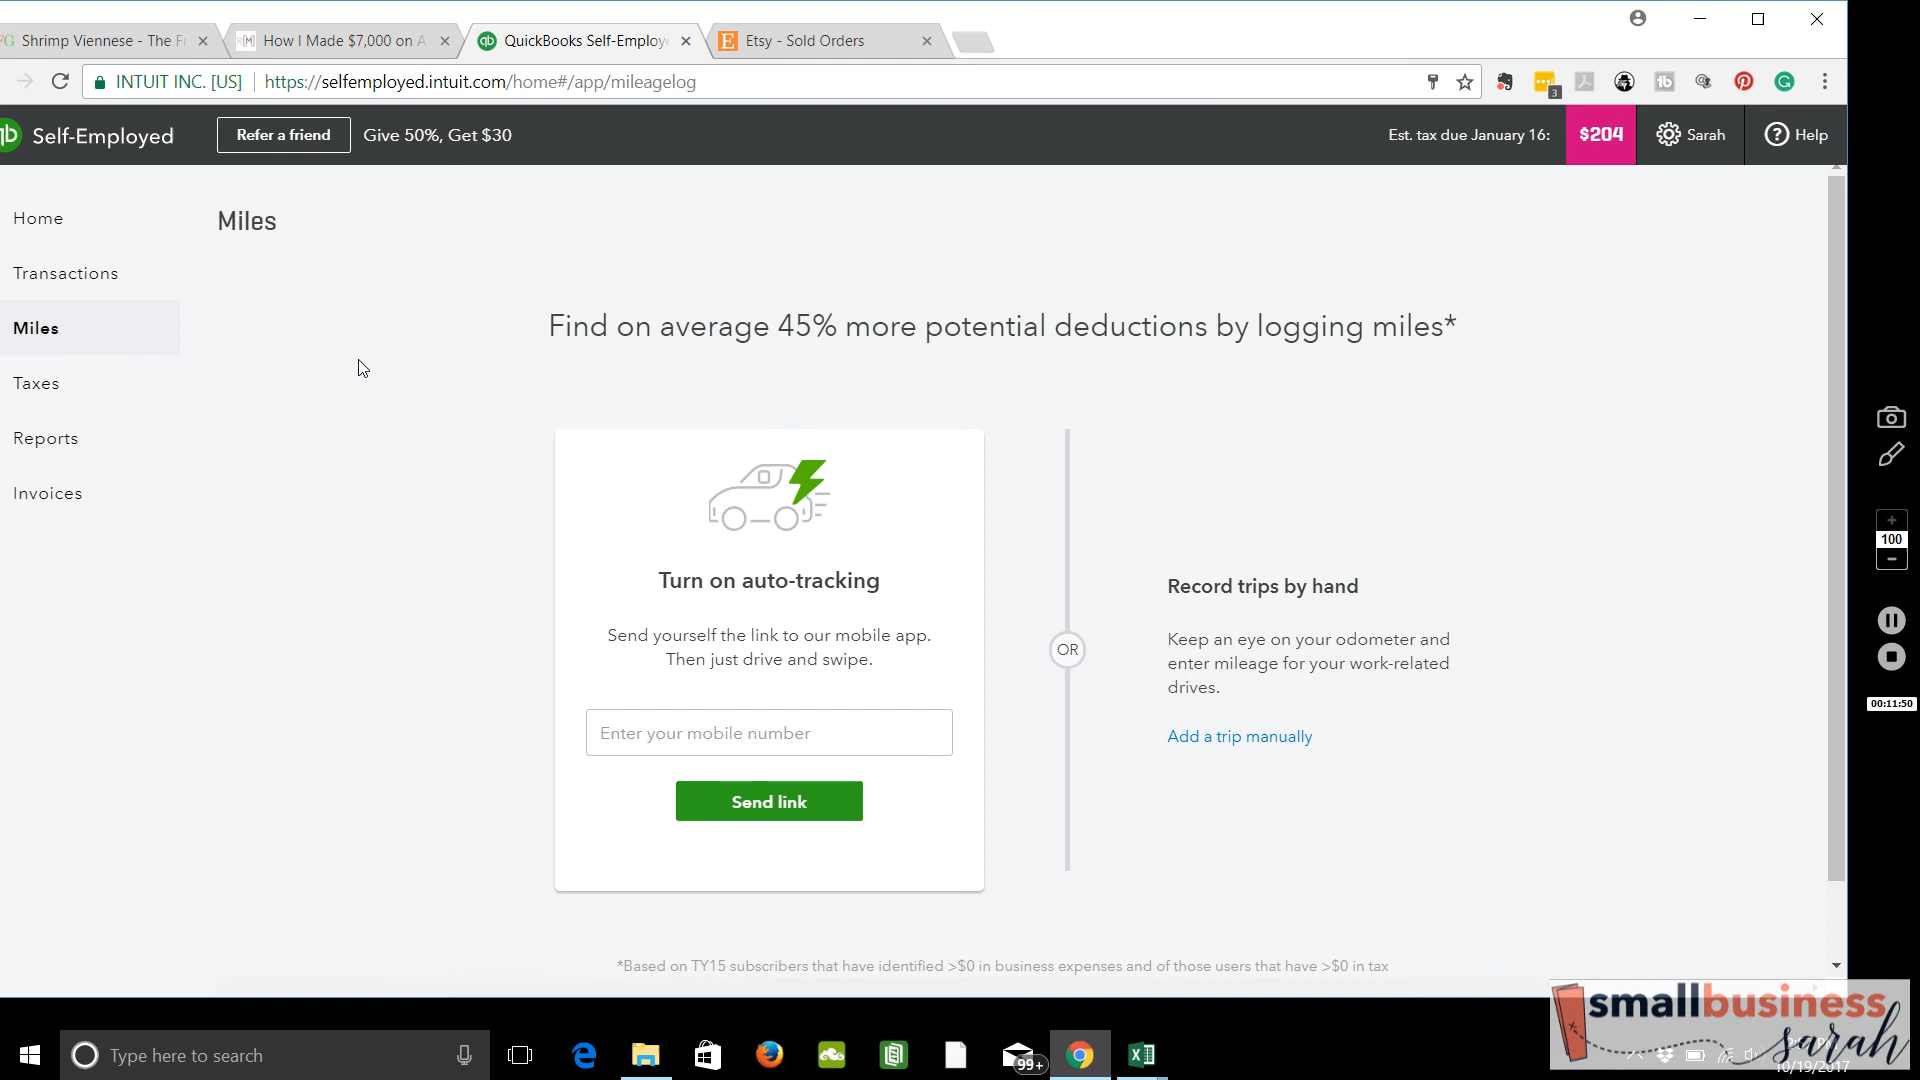 Shrimp Viennese - The Fr
How I Made $7,000 on A
QuickBooks Self-Employe
Etsy - Sold Orders
INTUIT INC. [US]
https://selfemployed.intuit.com/home#/app/mileagelog
3
Self-Employed
Refer a friend
Give 50%, Get $30
Est. tax due January 16:
$204
Sarah
Help
Home
Transactions
Miles
Taxes
Reports
Invoices
Miles
Find on average 45% more potential deductions by logging miles*
Turn on auto-tracking
Send yourself the link to our mobile app.
Then just drive and swipe.
Enter your mobile number
Send link
OR
Record trips by hand
Keep an eye on your odometer and
enter mileage for your work-related
drives.
Add a trip manually
*Based on TY15 subscribers that have identified >$0 in business expenses and of those users that have >$0 in tax
100
00:11:50
smallbusiness
sarah
Type here to search
99+
10/19/2017